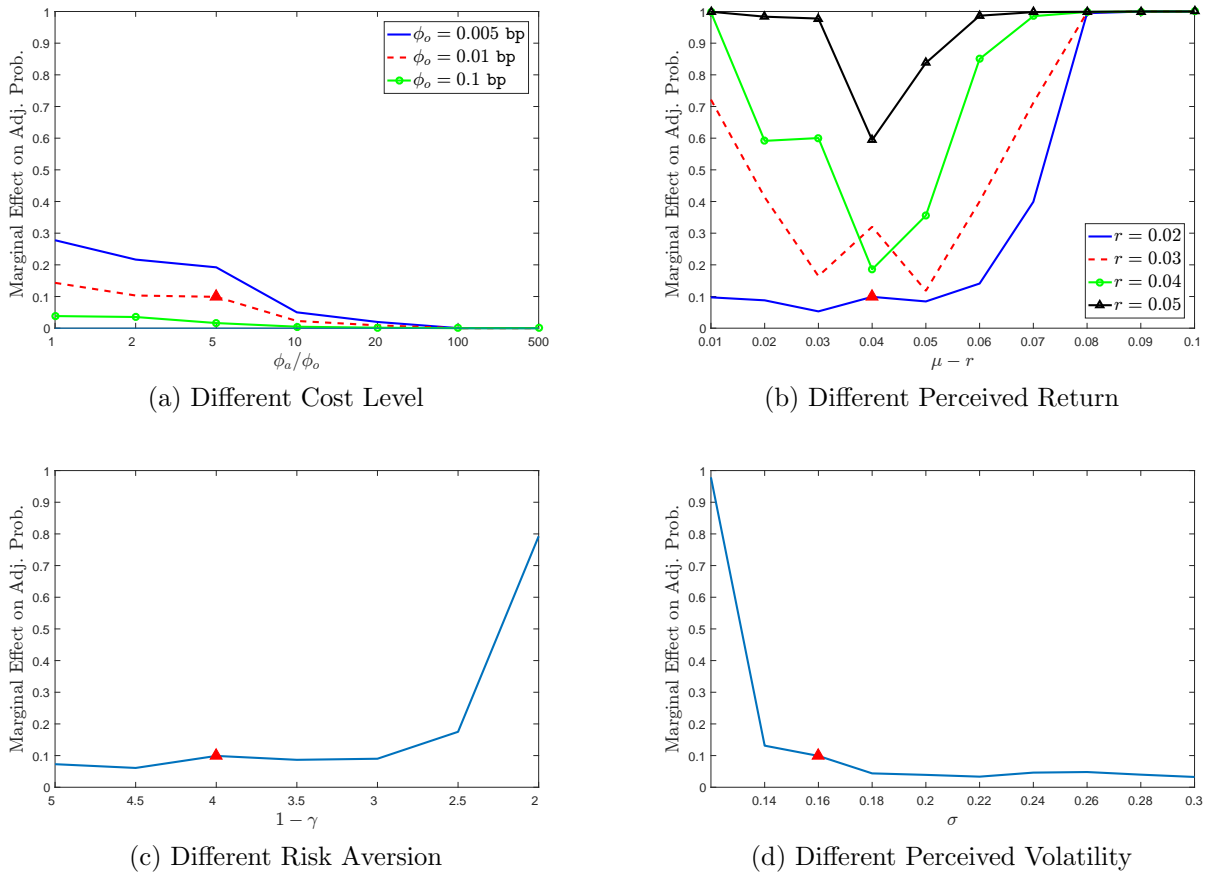 Marginal Effect on Adj. Prob.
1
0.9
0.8
0.7
0.6
0.5
0.4
0.3
0.2
0.1
0
1 2 5 10 20 100 500
ϕₐ/ϕₒ
ϕₒ = 0.005 bp
ϕₒ = 0.01 bp
ϕₒ = 0.1 bp
(a) Different Cost Level
Marginal Effect on Adj. Prob.
1
0.9
0.8
0.7
0.6
0.5
0.4
0.3
0.2
0.1
0
0.01 0.02 0.03 0.04 0.05 0.06 0.07 0.08 0.09 0.1
μ − r
r = 0.02
r = 0.03
r = 0.04
r = 0.05
(b) Different Perceived Return
Marginal Effect on Adj. Prob.
1
0.9
0.8
0.7
0.6
0.5
0.4
0.3
0.2
0.1
0
5 4.5 4 3.5 3 2.5 2
1 − γ
(c) Different Risk Aversion
Marginal Effect on Adj. Prob.
1
0.9
0.8
0.7
0.6
0.5
0.4
0.3
0.2
0.1
0
0.14 0.16 0.18 0.2 0.22 0.24 0.26 0.28 0.3
σ
(d) Different Perceived Volatility